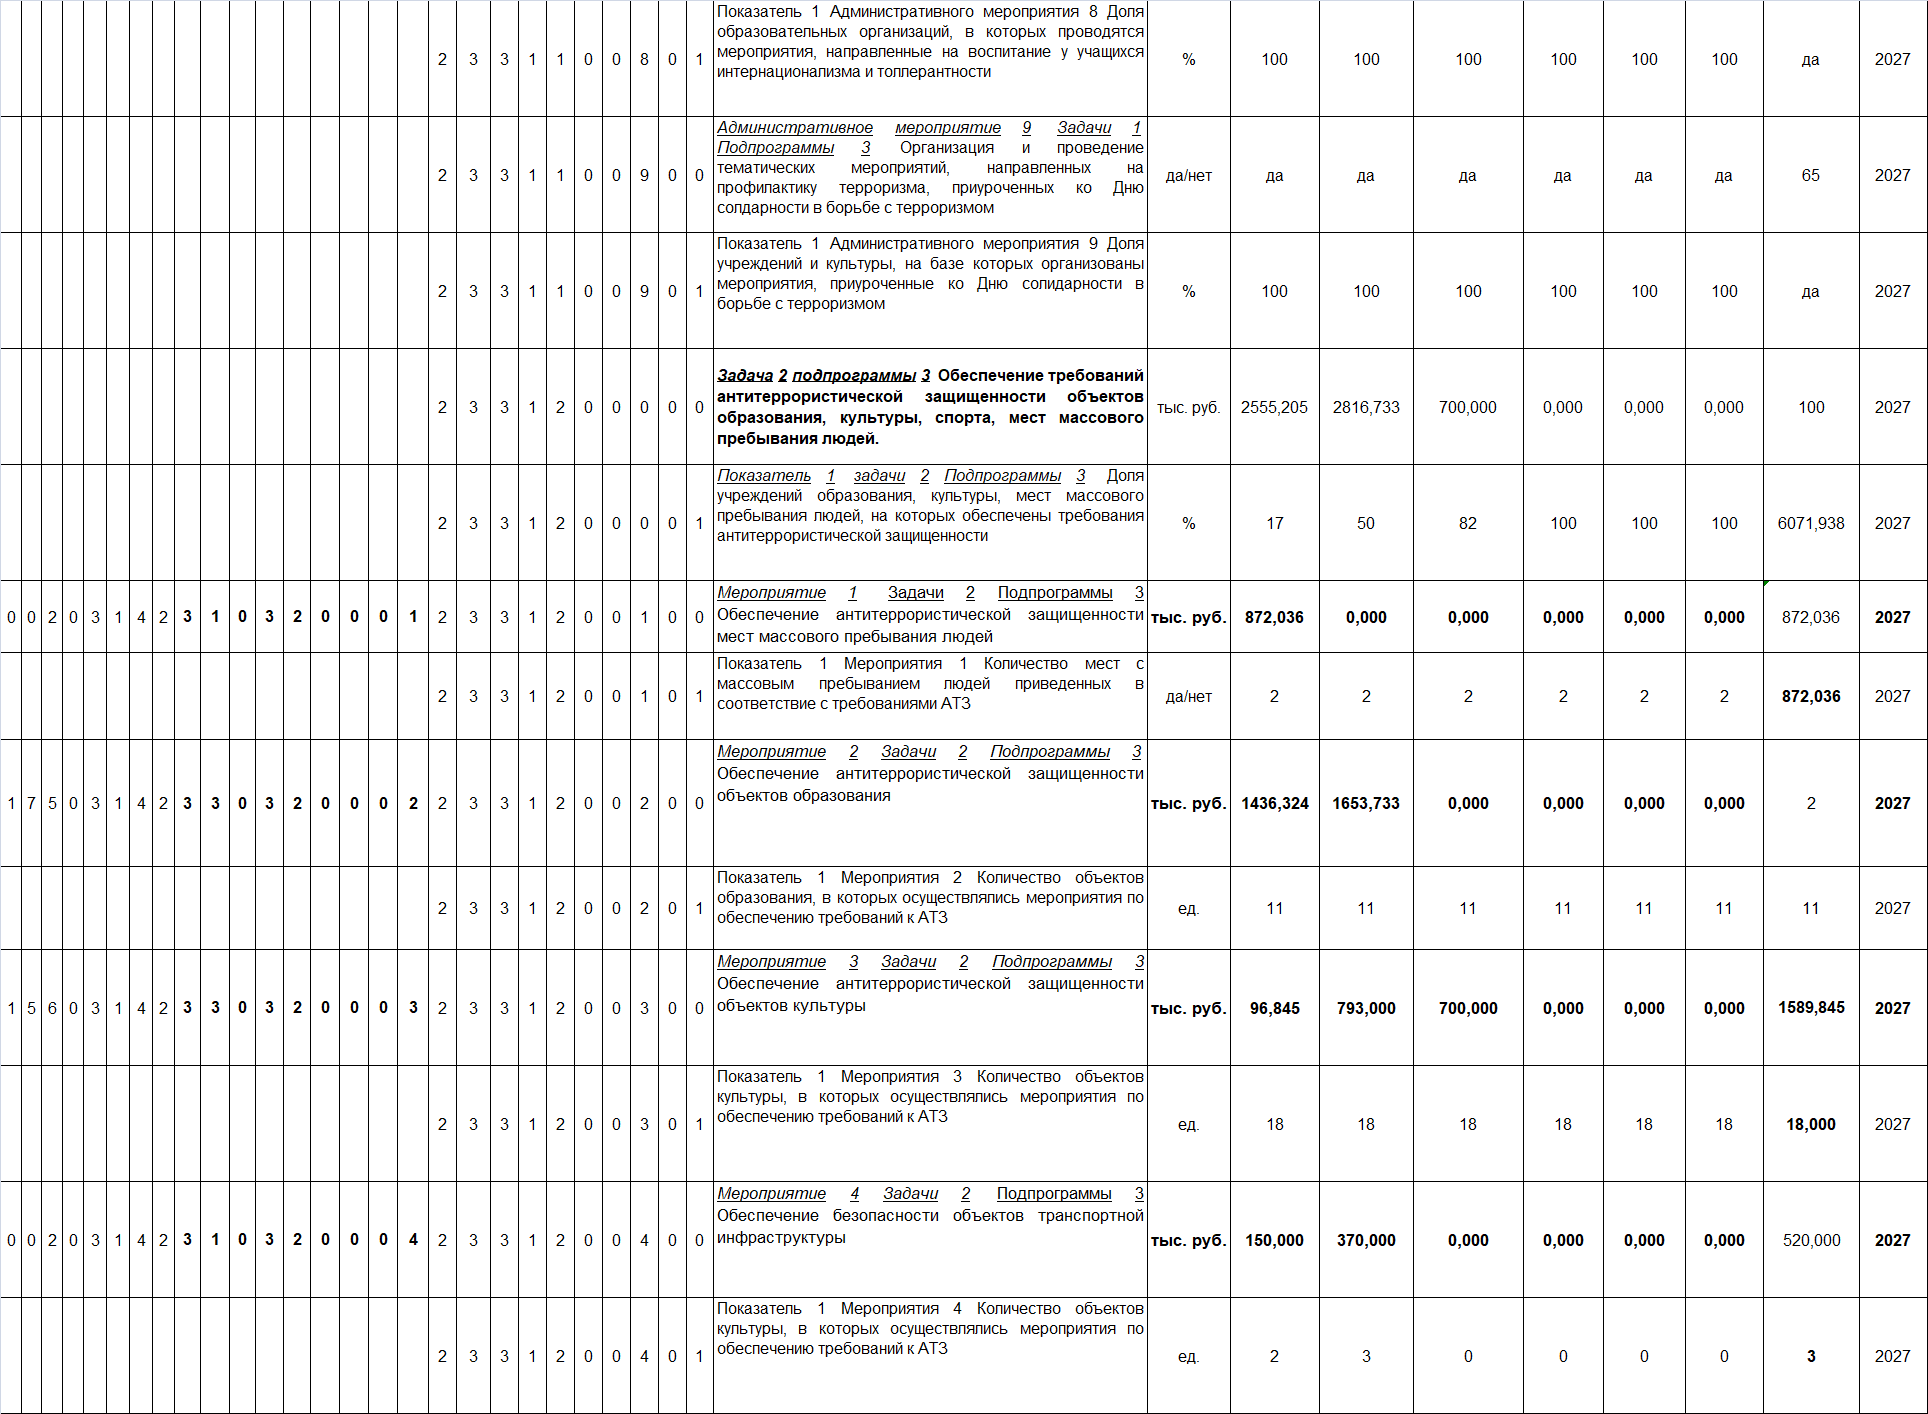 Показатель 1 Административного мероприятия 8 Доля
образовательных организаций, в которых проводятся
мероприятия, направленные на воспитание у учащихся
интернационализма и толлерантности
2 3 3 1 1 0 0 8 0 1 % 100 100 100 100 100 100 да 2027
Административное мероприятие 9 Задачи 1
Подпрограммы 3 Организация и проведение
тематических мероприятий, направленных на
профилактику терроризма, приуроченных ко Дню
солдарности в борьбе с терроризмом
2 3 3 1 1 0 0 9 0 0 да/нет да да да да да да 65 2027
Показатель 1 Административного мероприятия 9 Доля
учреждений и культуры, на базе которых организованы
мероприятия, приуроченные ко Дню солидарности в
борьбе с терроризмом
2 3 3 1 1 0 0 9 0 1 % 100 100 100 100 100 100 да 2027
Задача 2 подпрограммы 3 Обеспечение требований
антитеррористической защищенности объектов
образования, культуры, спорта, мест массового
пребывания людей.
2 3 3 1 2 0 0 0 0 0 тыс. руб. 2555,205 2816,733 700,000 0,000 0,000 0,000 100 2027
Показатель 1 задачи 2 Подпрограммы 3 Доля
учреждений образования, культуры, мест массового
пребывания людей, на которых обеспечены требования
антитеррористической защищенности
2 3 3 1 2 0 0 0 0 1 % 17 50 82 100 100 100 6071,938 2027
Мероприятие 1 Задачи 2 Подпрограммы 3
Обеспечение антитеррористической защищенности
мест массового пребывания людей
0 0 2 0 3 1 4 2 3 1 0 3 2 0 0 0 1 2 3 3 1 2 0 0 1 0 0 тыс. руб. 872,036 0,000 0,000 0,000 0,000 0,000 872,036 2027
Показатель 1 Мероприятия 1 Количество мест с
массовым пребыванием людей приведенных в
соответствие с требованиями АТЗ
2 3 3 1 2 0 0 1 0 1 да/нет 2 2 2 2 2 2 872,036 2027
Мероприятие 2 Задачи 2 Подпрограммы 3
Обеспечение антитеррористической защищенности
объектов образования
1 7 5 0 3 1 4 2 3 3 0 3 2 0 0 0 2 2 3 3 1 2 0 0 2 0 0 тыс. руб. 1436,324 1653,733 0,000 0,000 0,000 0,000 2 2027
Показатель 1 Мероприятия 2 Количество объектов
образования, в которых осуществлялись мероприятия по
обеспечению требований к АТЗ
2 3 3 1 2 0 0 2 0 1 ед. 11 11 11 11 11 11 11 2027
Мероприятие 3 Задачи 2 Подпрограммы 3
Обеспечение антитеррористической защищенности
объектов культуры
1 5 6 0 3 1 4 2 3 3 0 3 2 0 0 0 3 2 3 3 1 2 0 0 3 0 0 тыс. руб. 96,845 793,000 700,000 0,000 0,000 0,000 1589,845 2027
Показатель 1 Мероприятия 3 Количество объектов
культуры, в которых осуществлялись мероприятия по
обеспечению требований к АТЗ
2 3 3 1 2 0 0 3 0 1 ед. 18 18 18 18 18 18 18,000 2027
Мероприятие 4 Задачи 2 Подпрограммы 3
Обеспечение безопасности объектов транспортной
инфраструктуры
0 0 2 0 3 1 4 2 3 1 0 3 2 0 0 0 4 2 3 3 1 2 0 0 4 0 0 тыс. руб. 150,000 370,000 0,000 0,000 0,000 0,000 520,000 2027
Показатель 1 Мероприятия 4 Количество объектов
культуры, в которых осуществлялись мероприятия по
обеспечению требований к АТЗ
2 3 3 1 2 0 0 4 0 1 ед. 2 3 0 0 0 0 3 2027